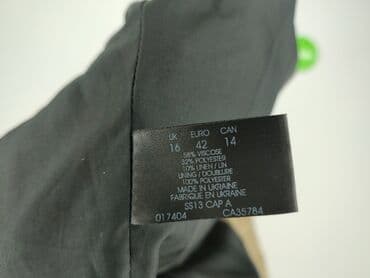 UK EURO CAN
16 42 14
58% VISCOSE
32% POLYESTER
10% LINEN / LIN
LINING / DOUBLURE
100% POLYESTER
MADE IN UKRAINE
FABRIQUE EN UKRAINE
SS13 CAP A
017404 CA35784